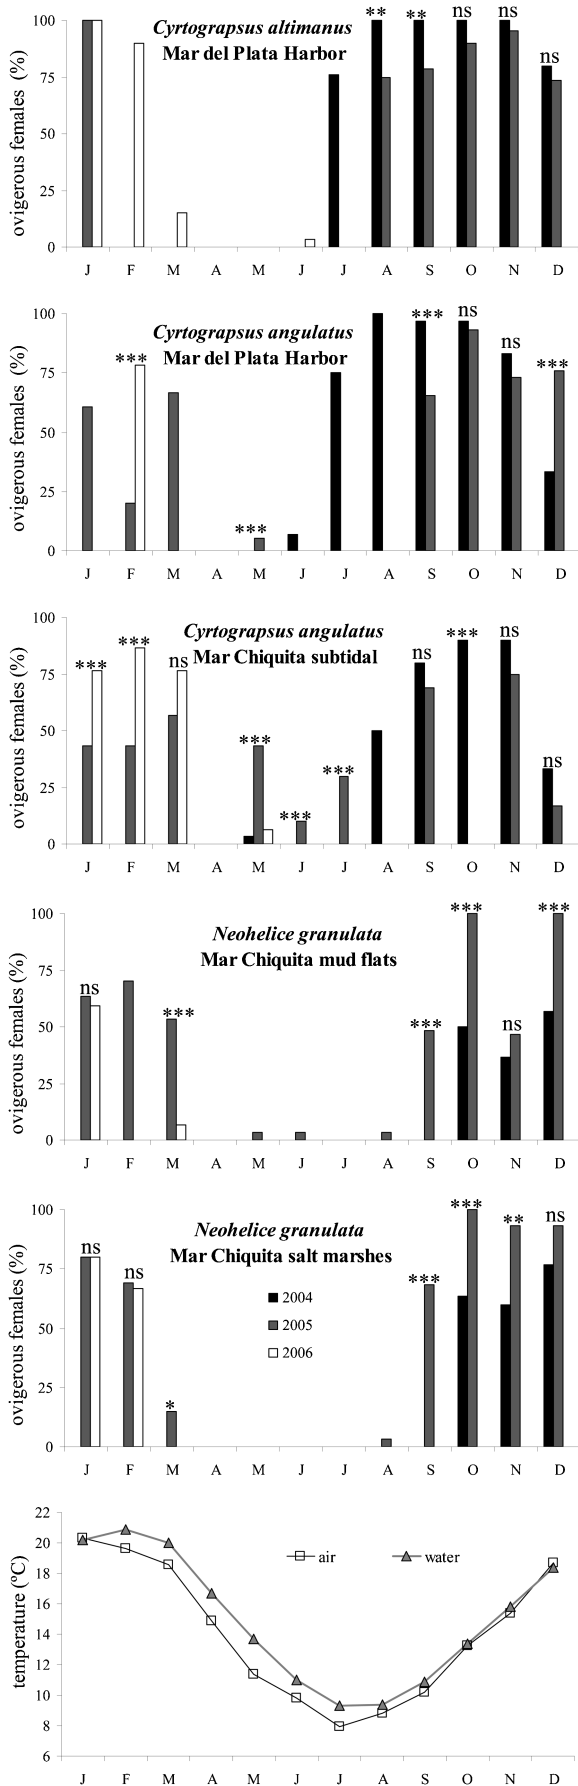 Cyrtograpsus altimanus
Mar del Plata Harbor
ovigerous females (%)
100
75
50
25
0
** ** ns ns ns
J F M A M J J A S O N D
Cyrtograpsus angulatus
Mar del Plata Harbor
ovigerous females (%)
100
75
50
25
0
*** *** *** ns ns ***
J F M A M J J A S O N D
Cyrtograpsus angulatus
Mar Chiquita subtidal
ovigerous females (%)
100
75
50
25
0
*** *** ns *** *** *** ns *** ns ns
J F M A M J J A S O N D
Neohelice granulata
Mar Chiquita mud flats
ovigerous females (%)
100
75
50
25
0
ns *** *** *** ns ***
J F M A M J J A S O N D
Neohelice granulata
Mar Chiquita salt marshes
2004
2005
2006
ovigerous females (%)
100
75
50
25
0
ns ns * *** *** ** ns
J F M A M J J A S O N D
air water
temperature (ºC)
22
20
18
16
14
12
10
8
6
J F M A M J J A S O N D